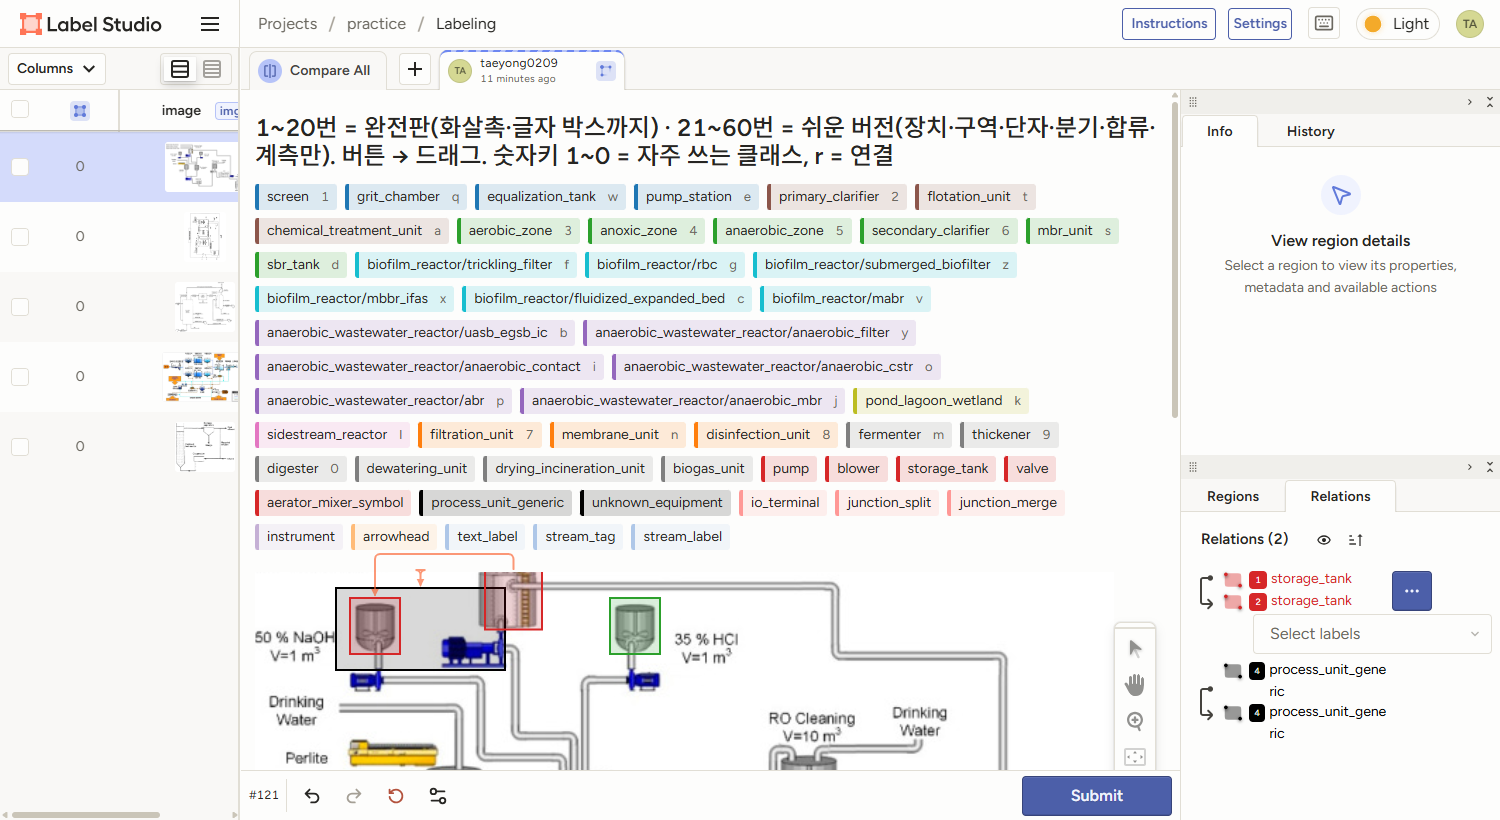 Label Studio
Projects / practice / Labeling
Instructions
Settings
Light
TA
Columns
Compare All
+
TA
taeyong0209
11 minutes ago
image
img
0
0
0
0
0
1~20번 = 완전판(화살촉·글자 박스까지) · 21~60번 = 쉬운 버전(장치·구역·단자·분기·합류·
계측만). 버튼 → 드래그. 숫자키 1~0 = 자주 쓰는 클래스, r = 연결
screen 1 grit_chamber q equalization_tank w pump_station e primary_clarifier 2 flotation_unit t
chemical_treatment_unit a aerobic_zone 3 anoxic_zone 4 anaerobic_zone 5 secondary_clarifier 6 mbr_unit s
sbr_tank d biofilm_reactor/trickling_filter f biofilm_reactor/rbc g biofilm_reactor/submerged_biofilter z
biofilm_reactor/mbbr_ifas x biofilm_reactor/fluidized_expanded_bed c biofilm_reactor/mabr v
anaerobic_wastewater_reactor/uasb_egsb_ic b anaerobic_wastewater_reactor/anaerobic_filter y
anaerobic_wastewater_reactor/anaerobic_contact i anaerobic_wastewater_reactor/anaerobic_cstr o
anaerobic_wastewater_reactor/abr p anaerobic_wastewater_reactor/anaerobic_mbr j pond_lagoon_wetland k
sidestream_reactor l filtration_unit 7 membrane_unit n disinfection_unit 8 fermenter m thickener 9
digester 0 dewatering_unit drying_incineration_unit biogas_unit pump blower storage_tank valve
aerator_mixer_symbol process_unit_generic unknown_equipment io_terminal junction_split junction_merge
instrument arrowhead text_label stream_tag stream_label
50 % NaOH
V=1 m³
35 % HCl
V=1 m³
Drinking
Water
Perlite
RO Cleaning
V=10 m³
Drinking
Water
#121
Submit
Info
History
View region details
Select a region to view its properties,
metadata and available actions
Regions
Relations
Relations (2)
1 storage_tank
2 storage_tank
Select labels
4 process_unit_gene
ric
4 process_unit_gene
ric